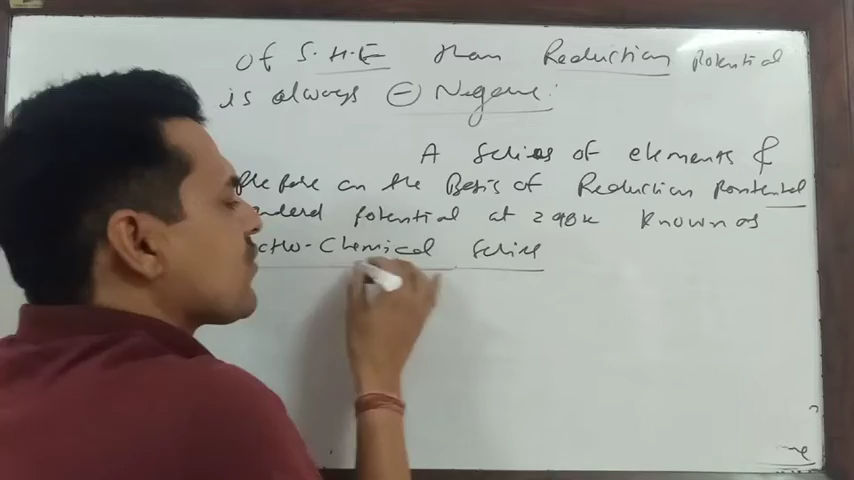 of S.H.E than Reduction potential
is always ⊖ Negative.
A Series of elements &
on the Basis of Reduction Potential
potential at 298K known as
-Chemical Series